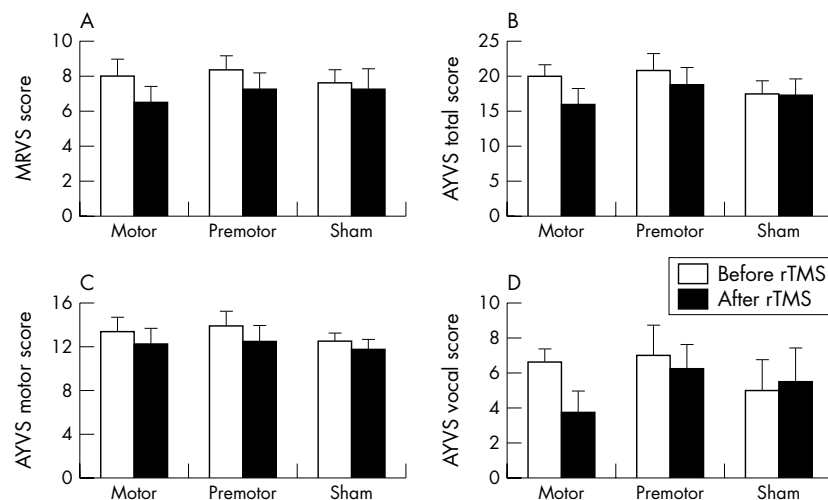 A
10
8
6
4
2
0
MRVS score
Motor
Premotor
Sham
B
25
20
15
10
5
0
AYVS total score
Motor
Premotor
Sham
C
16
12
8
4
0
AYVS motor score
Motor
Premotor
Sham
D
Before rTMS
After rTMS
10
8
6
4
2
0
AYVS vocal score
Motor
Premotor
Sham